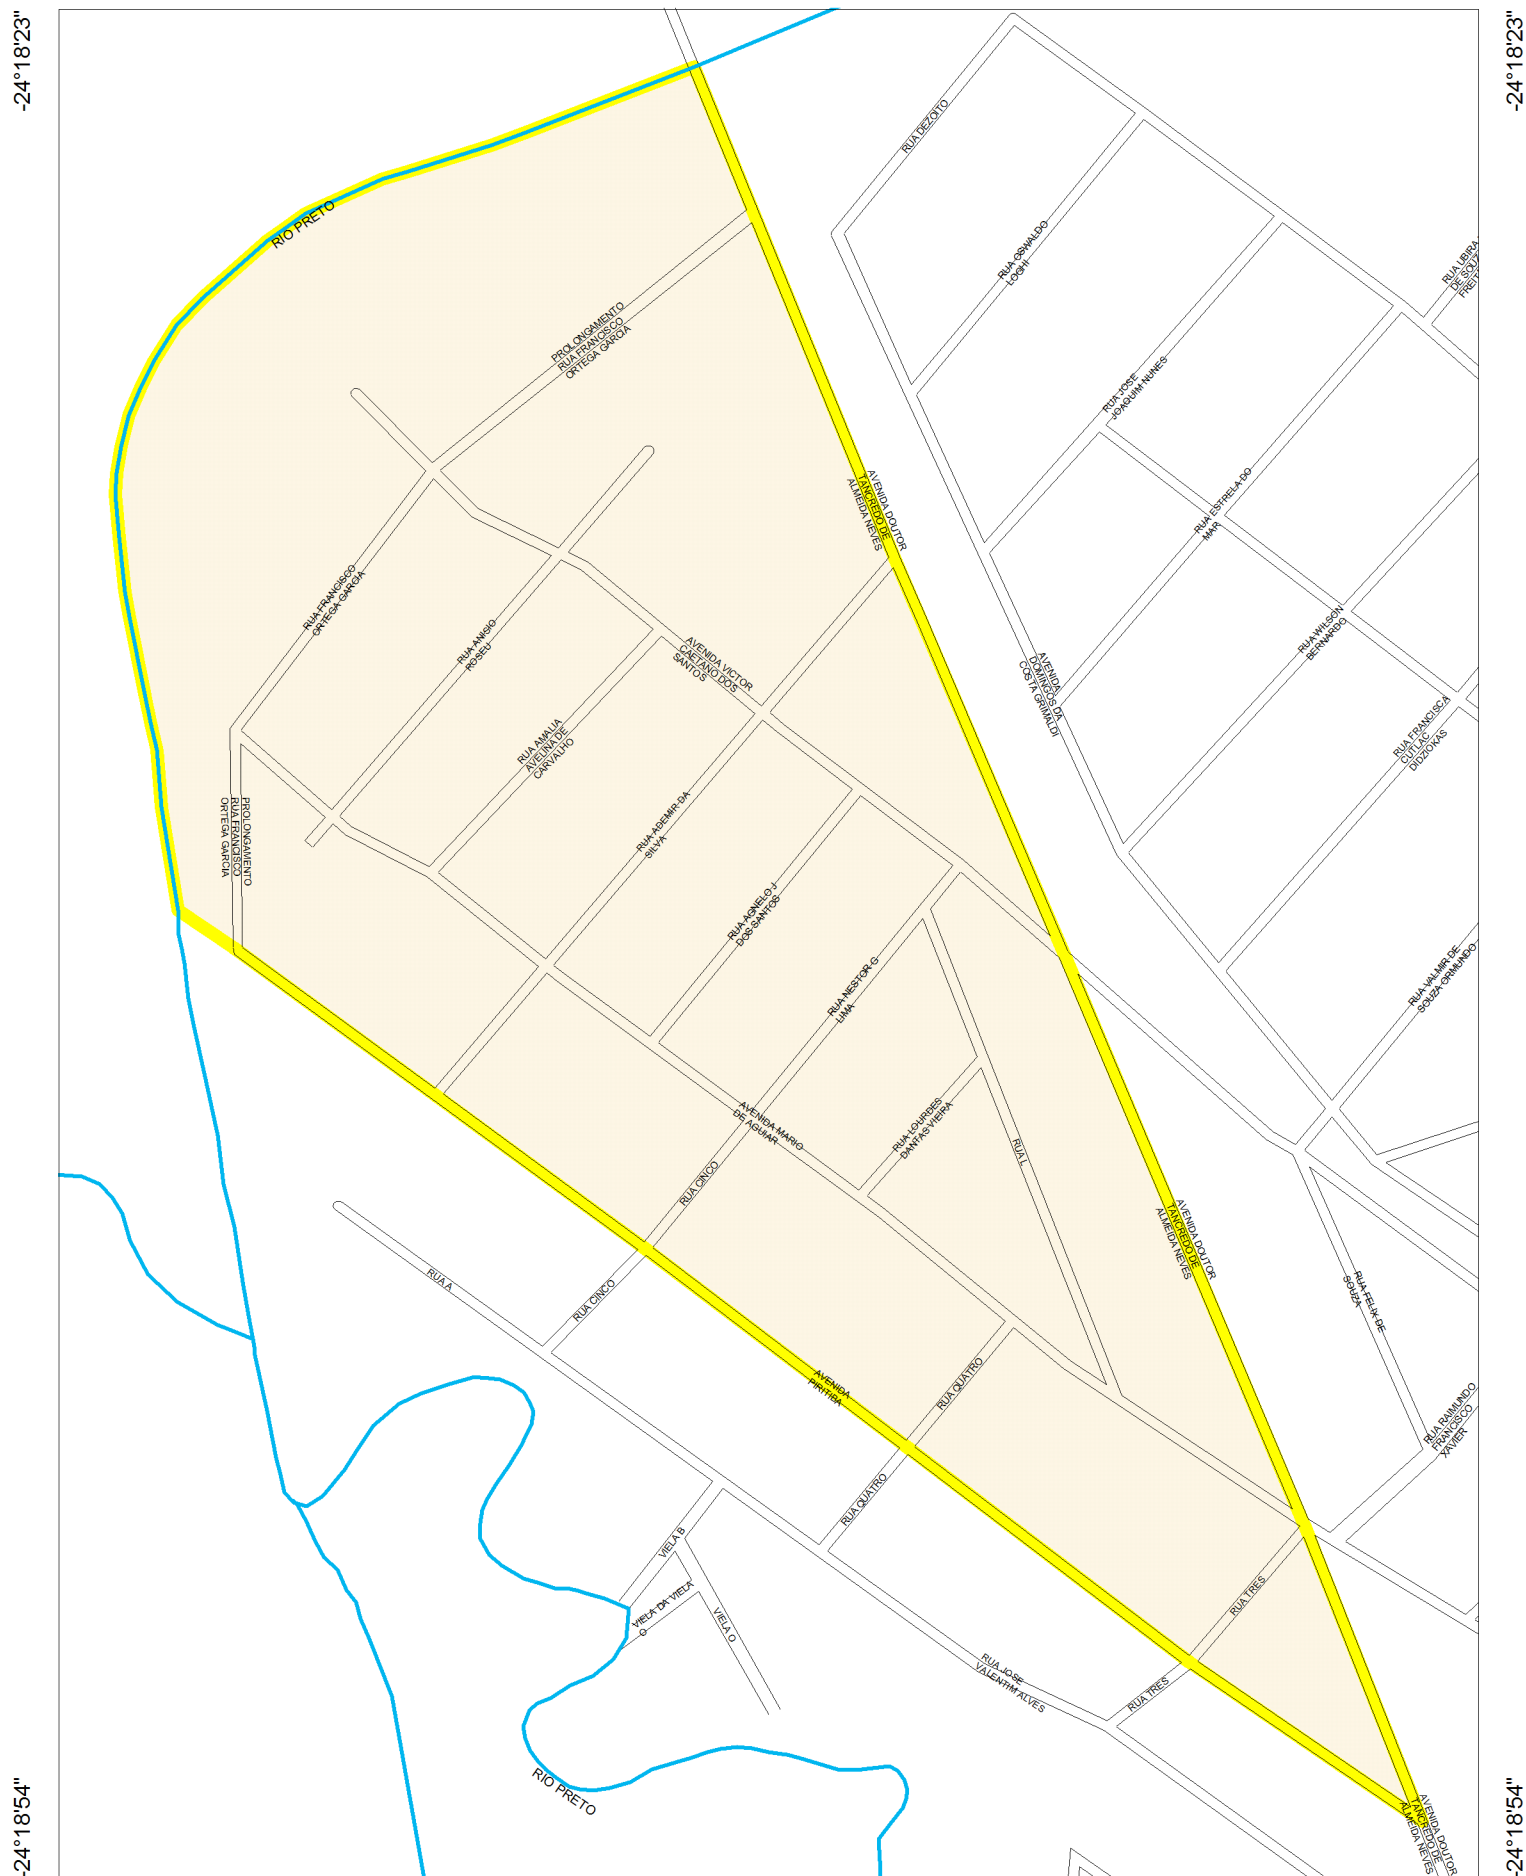 -24°18'23"
-24°18'23"
RUA DEZOITO
RIO PRETO
RUA OSWALDO
LOGHI
RUA UBIRA
DE SOUZ
FREIT
PROLONGAMENTO
RUA FRANCISCO
ORTEGA GARCIA
RUA JOSE
JOAQUIM NUNES
AVENIDA DOUTOR
TANCREDO DE
ALMEIDA NEVES
RUA ESTRELA DO
MAR
RUA FRANCISCO
ORTEGA GARCIA
RUA ANISIO
ROSEU
AVENIDA VICTOR
CAETANO DOS
SANTOS
RUA WILSON
BERNARDO
AVENIDA
DOMINGOS DA
COSTA GRIMALDI
RUA AMALIA
AVELINA DE
CARVALHO
RUA FRANCISCA
CUTLAC
DIDZIOKAS
PROLONGAMENTO
RUA FRANCISCO
ORTEGA GARCIA
RUA ADEMIR DA
SILVA
RUA AGNELO J
DOS SANTOS
RUA NESTOR G
LIMA
RUA VALMIR DE
SOUZA ORMUNDO
AVENIDA MARIO
DE AGUIAR
RUA LOURDES
DANTAS VIEIRA
RUA L
RUA CINCO
AVENIDA DOUTOR
TANCREDO DE
ALMEIDA NEVES
RUA A
RUA CINCO
RUA FELIX DE
SOUZA
AVENIDA
PIRITIBA
RUA QUATRO
RUA RAIMUNDO
FRANCISCO
XAVIER
RUA QUATRO
VIELA B
VIELA DA VIELA
O
VIELA O
RUA TRES
RUA JOSE
VALENTIM ALVES
RUA TRES
RIO PRETO
AVENIDA DOUTOR
TANCREDO DE
ALMEIDA NEVES
-24°18'54"
-24°18'54"